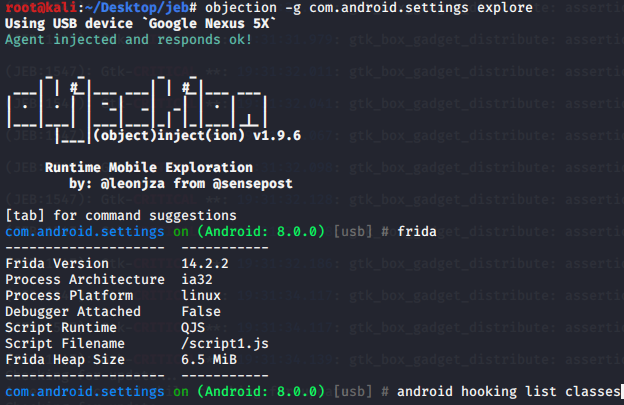 root@kali:~/Desktop/jeb# objection -g com.android.settings explore
Using USB device `Google Nexus 5X`
Agent injected and responds ok!
|___|(object)inject(ion) v1.9.6
Runtime Mobile Exploration
by: @leonjza from @sensepost
[tab] for command suggestions
com.android.settings on (Android: 8.0.0) [usb] # frida
-------------------- -----------
Frida Version 14.2.2
Process Architecture ia32
Process Platform linux
Debugger Attached False
Script Runtime QJS
Script Filename /script1.js
Frida Heap Size 6.5 MiB
-------------------- -----------
com.android.settings on (Android: 8.0.0) [usb] # android hooking list classes